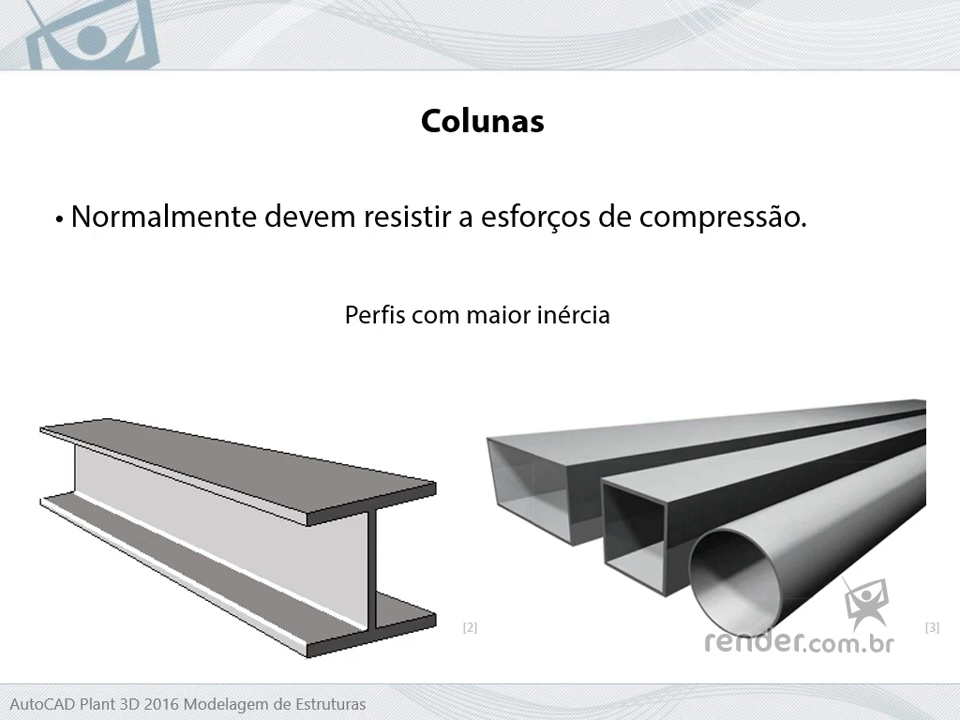 Colunas
• Normalmente devem resistir a esforços de compressão.
Perfis com maior inércia
[2]
[3]
render.com.br
AutoCAD Plant 3D 2016 Modelagem de Estruturas